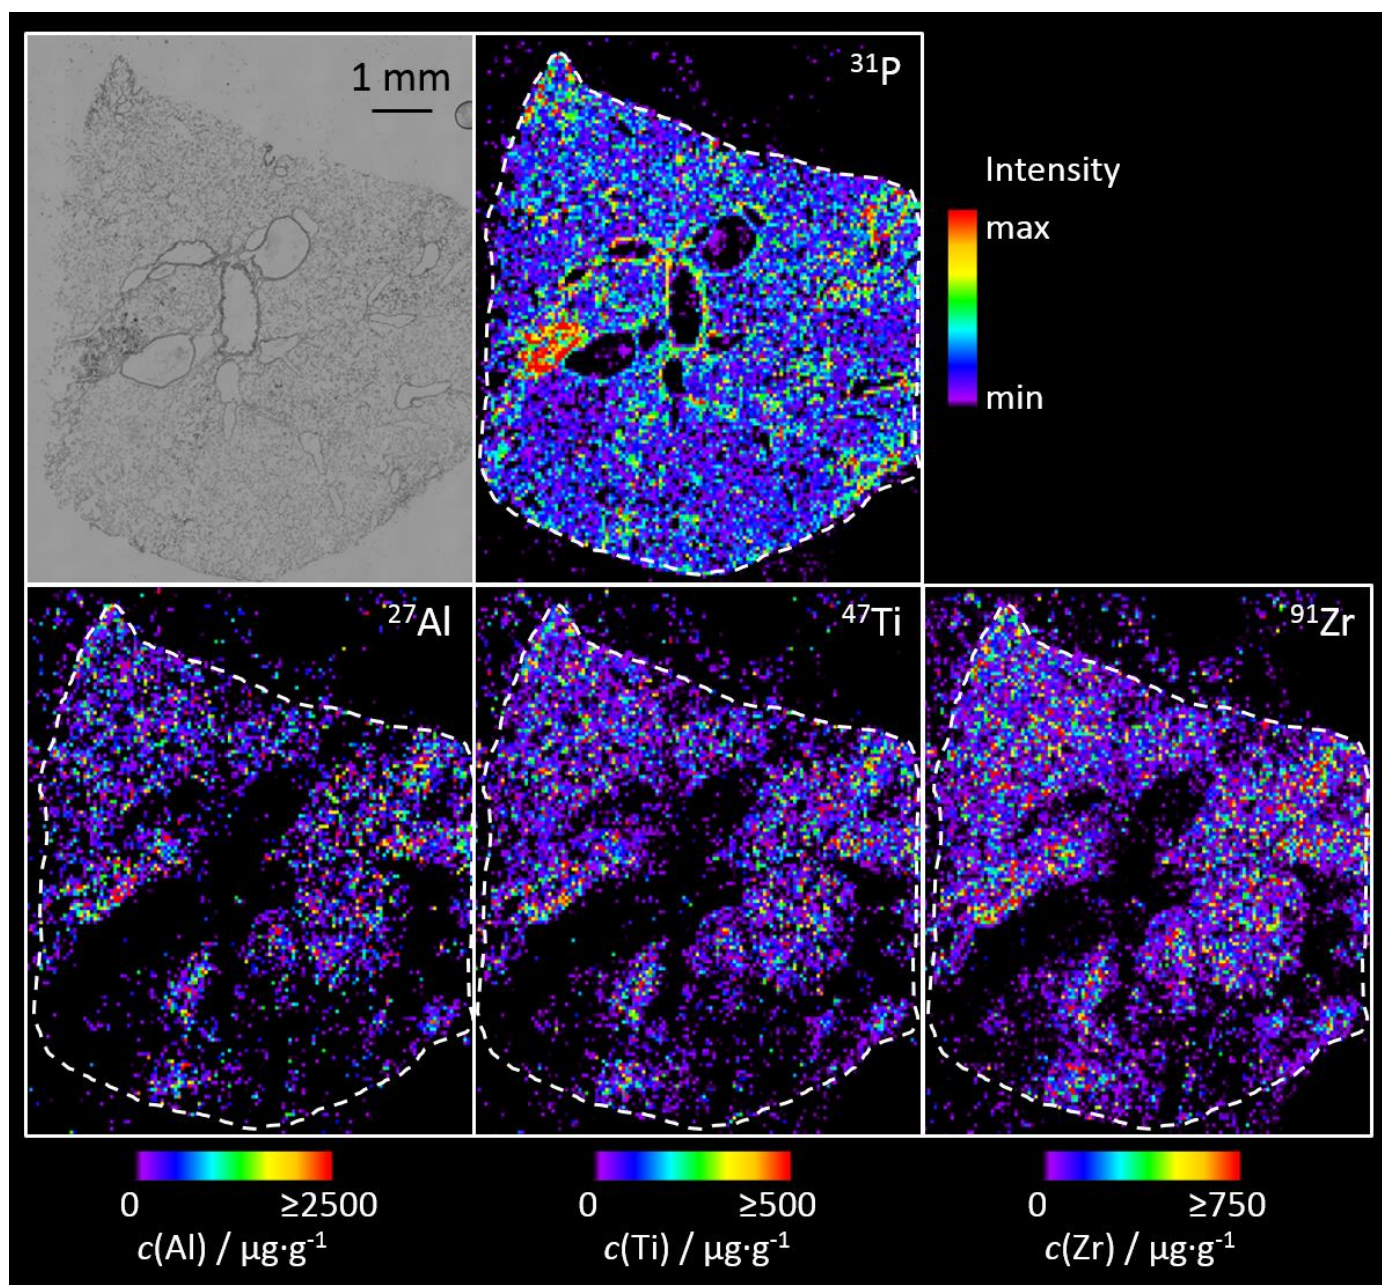 1 mm
³¹P
Intensity
max
min
²⁷Al
⁴⁷Ti
⁹¹Zr
0 ≥2500
c(Al) / µg·g⁻¹
0 ≥500
c(Ti) / µg·g⁻¹
0 ≥750
c(Zr) / µg·g⁻¹